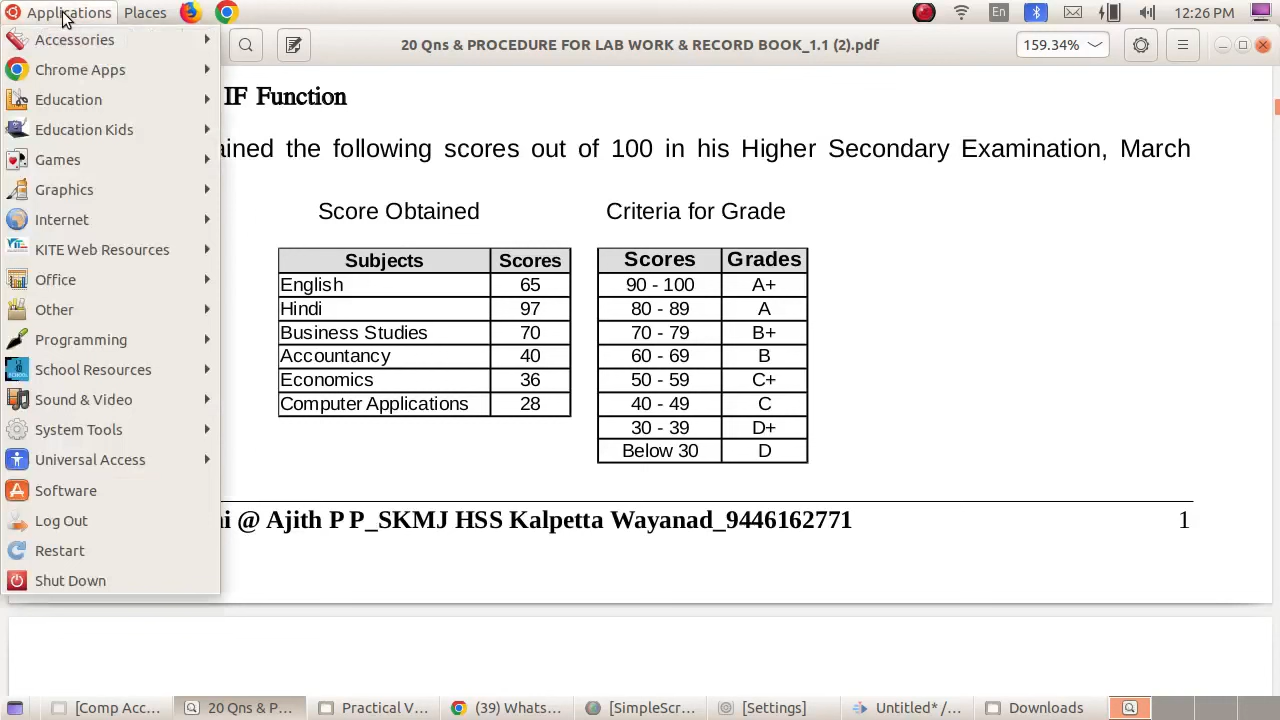 Applications Places En 12:26 PM
20 Qns & PROCEDURE FOR LAB WORK & RECORD BOOK_1.1 (2).pdf 159.34%
Accessories
Chrome Apps
Education
Education Kids
Games
Graphics
Internet
KITE Web Resources
Office
Other
Programming
School Resources
Sound & Video
System Tools
Universal Access
Software
Log Out
Restart
Shut Down
IF Function
ained the following scores out of 100 in his Higher Secondary Examination, March
Score Obtained Criteria for Grade
Subjects Scores Scores Grades
English 65 90 - 100 A+
Hindi 97 80 - 89 A
Business Studies 70 70 - 79 B+
Accountancy 40 60 - 69 B
Economics 36 50 - 59 C+
Computer Applications 28 40 - 49 C
30 - 39 D+
Below 30 D
ni @ Ajith P P_SKMJ HSS Kalpetta Wayanad_9446162771 1
[Comp Acc... 20 Qns & P... Practical V... (39) Whats... [SimpleScr... [Settings] Untitled* /... Downloads